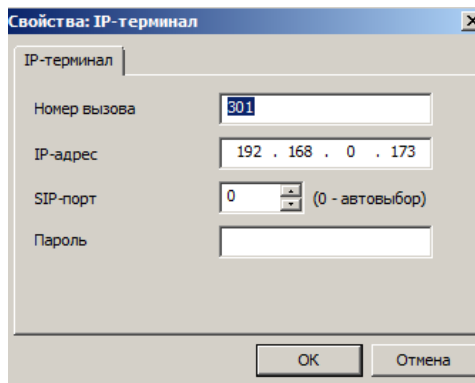 Свойства: IP-терминал
IP-терминал
Номер вызова 301
IP-адрес 192 . 168 . 0 . 173
SIP-порт 0 (0 - автовыбор)
Пароль
OK Отмена